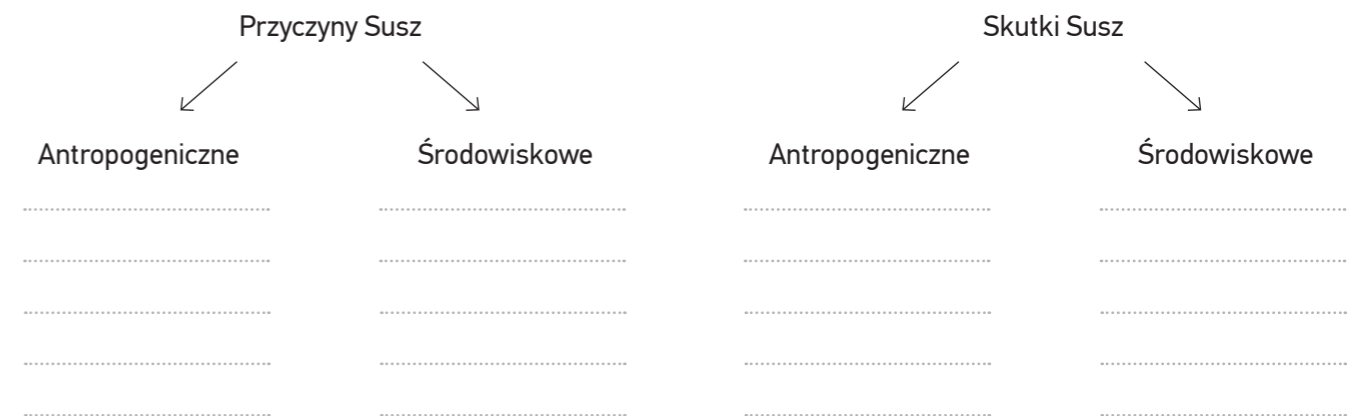 Przyczyny Susz
Skutki Susz
Antropogeniczne
Środowiskowe
Antropogeniczne
Środowiskowe